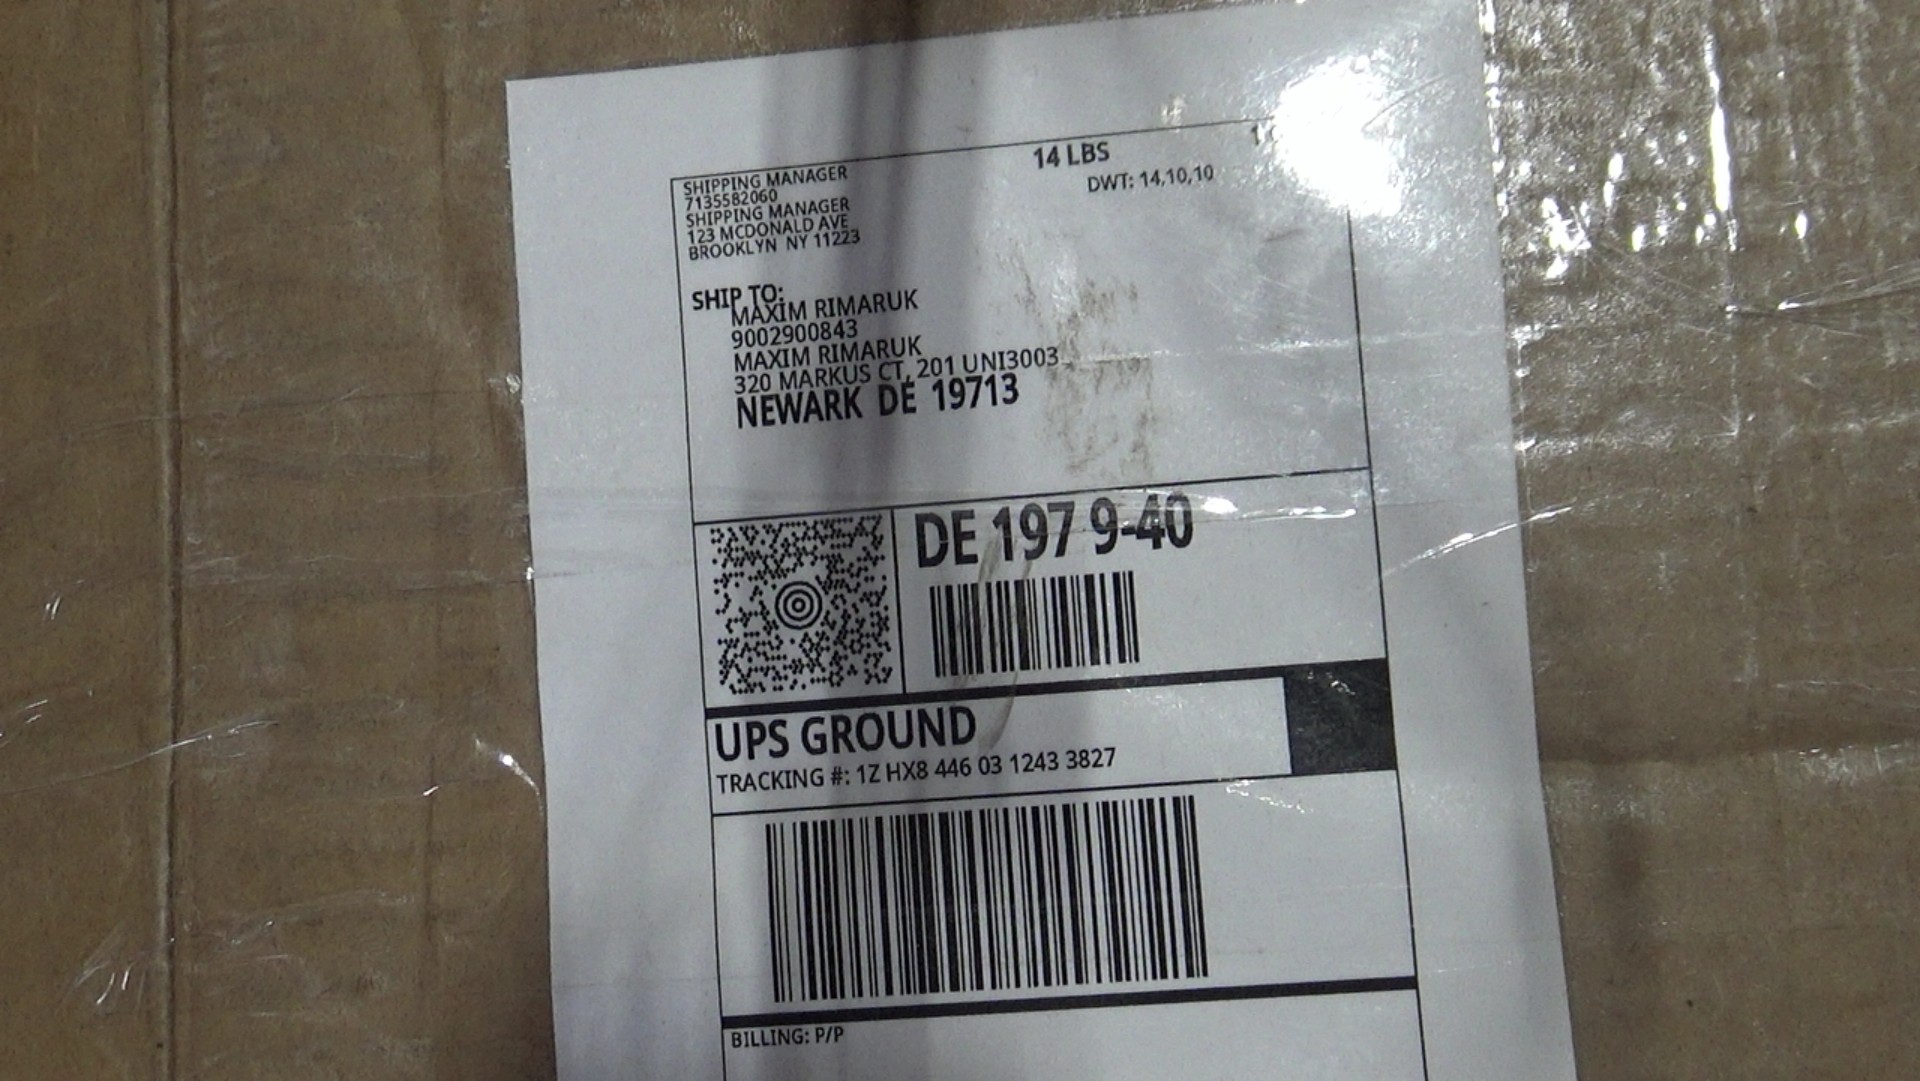 SHIPPING MANAGER
7135582060
SHIPPING MANAGER
123 MCDONALD AVE
BROOKLYN NY 11223
14 LBS
DWT: 14,10,10
SHIP TO:
MAXIM RIMARUK
9002900843
MAXIM RIMARUK
320 MARKUS CT, 201 UNI3003
NEWARK DE 19713
DE 197 9-40
UPS GROUND
TRACKING #: 1Z HX8 446 03 1243 3827
BILLING: P/P